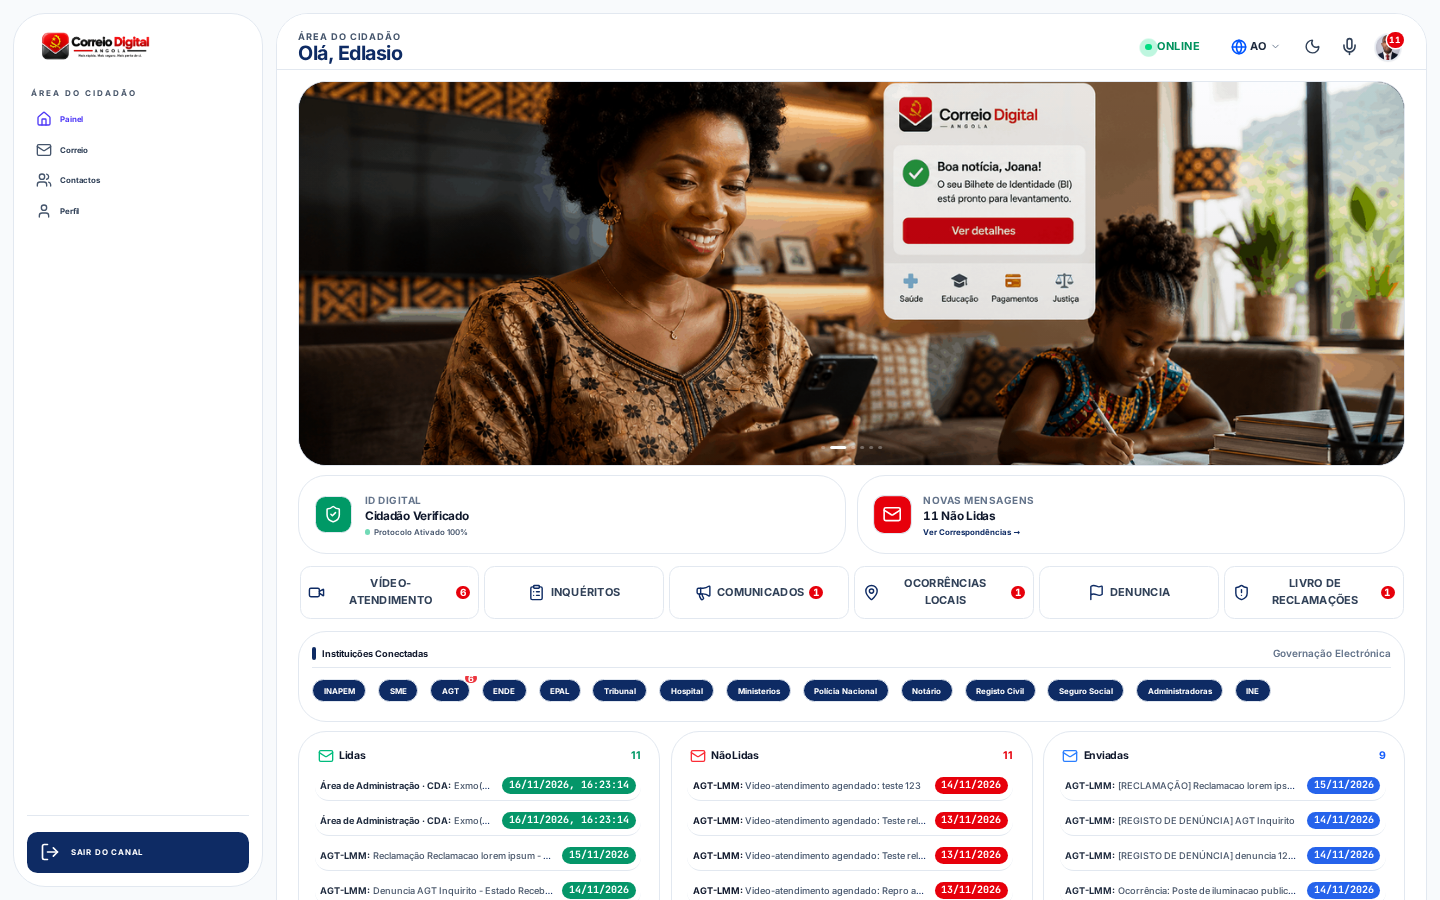 Correio Digital
ANGOLA
ÁREA DO CIDADÃO
Painel
Correio
Contactos
Perfil
SAIR DO CANAL
ÁREA DO CIDADÃO
Olá, Edlasio
ONLINE
AO
11
Correio Digital
ANGOLA
Boa notícia, Joana!
O seu Bilhete de Identidade (BI)
está pronto para levantamento.
Ver detalhes
Saúde Educação Pagamentos Justiça
ID DIGITAL
Cidadão Verificado
Protocolo Ativado 100%
NOVAS MENSAGENS
11 Não Lidas
Ver Correspondências →
VÍDEO-
ATENDIMENTO
6
INQUÉRITOS
COMUNICADOS 1
OCORRÊNCIAS
LOCAIS
1
DENUNCIA
LIVRO DE
RECLAMAÇÕES
1
Instituições Conectadas
Governação Electrónica
INAPEM SME AGT 6 ENDE EPAL Tribunal Hospital Ministerios Polícia Nacional Notário Registo Civil Seguro Social Administradoras INE
Lidas 11
Área de Administração · CDA: Exmo(... 16/11/2026, 16:23:14
Área de Administração · CDA: Exmo(... 16/11/2026, 16:23:14
AGT-LMM: Reclamação Reclamacao lorem ipsum - ... 15/11/2026
AGT-LMM: Denuncia AGT Inquirito - Estado Receb... 14/11/2026
NãoLidas 11
AGT-LMM: Video-atendimento agendado: teste 123 14/11/2026
AGT-LMM: Video-atendimento agendado: Teste rel... 13/11/2026
AGT-LMM: Video-atendimento agendado: Teste rel... 13/11/2026
AGT-LMM: Video-atendimento agendado: Repro a... 13/11/2026
Enviadas 9
AGT-LMM: [RECLAMAÇÃO] Reclamacao lorem ips... 15/11/2026
AGT-LMM: [REGISTO DE DENÚNCIA] AGT Inquirito 14/11/2026
AGT-LMM: [REGISTO DE DENÚNCIA] denuncia 12... 14/11/2026
AGT-LMM: Ocorrência: Poste de iluminacao public... 14/11/2026